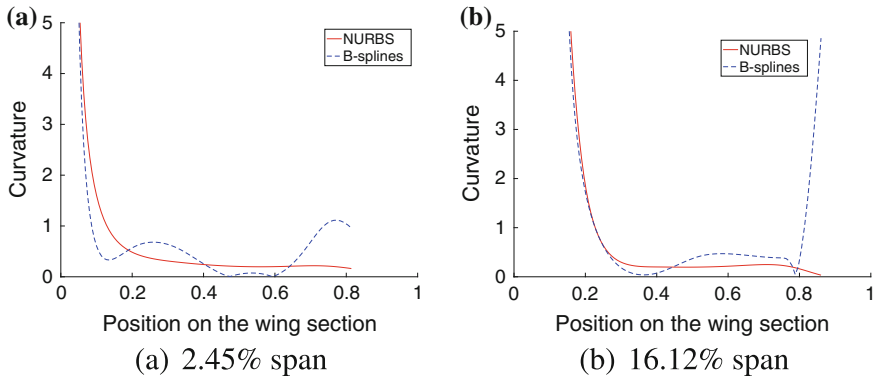 (a)
5
4
3
2
1
0
Curvature
NURBS
B-splines
0 0.2 0.4 0.6 0.8 1
Position on the wing section
(a) 2.45% span
(b)
5
4
3
2
1
0
Curvature
NURBS
B-splines
0 0.2 0.4 0.6 0.8 1
Position on the wing section
(b) 16.12% span